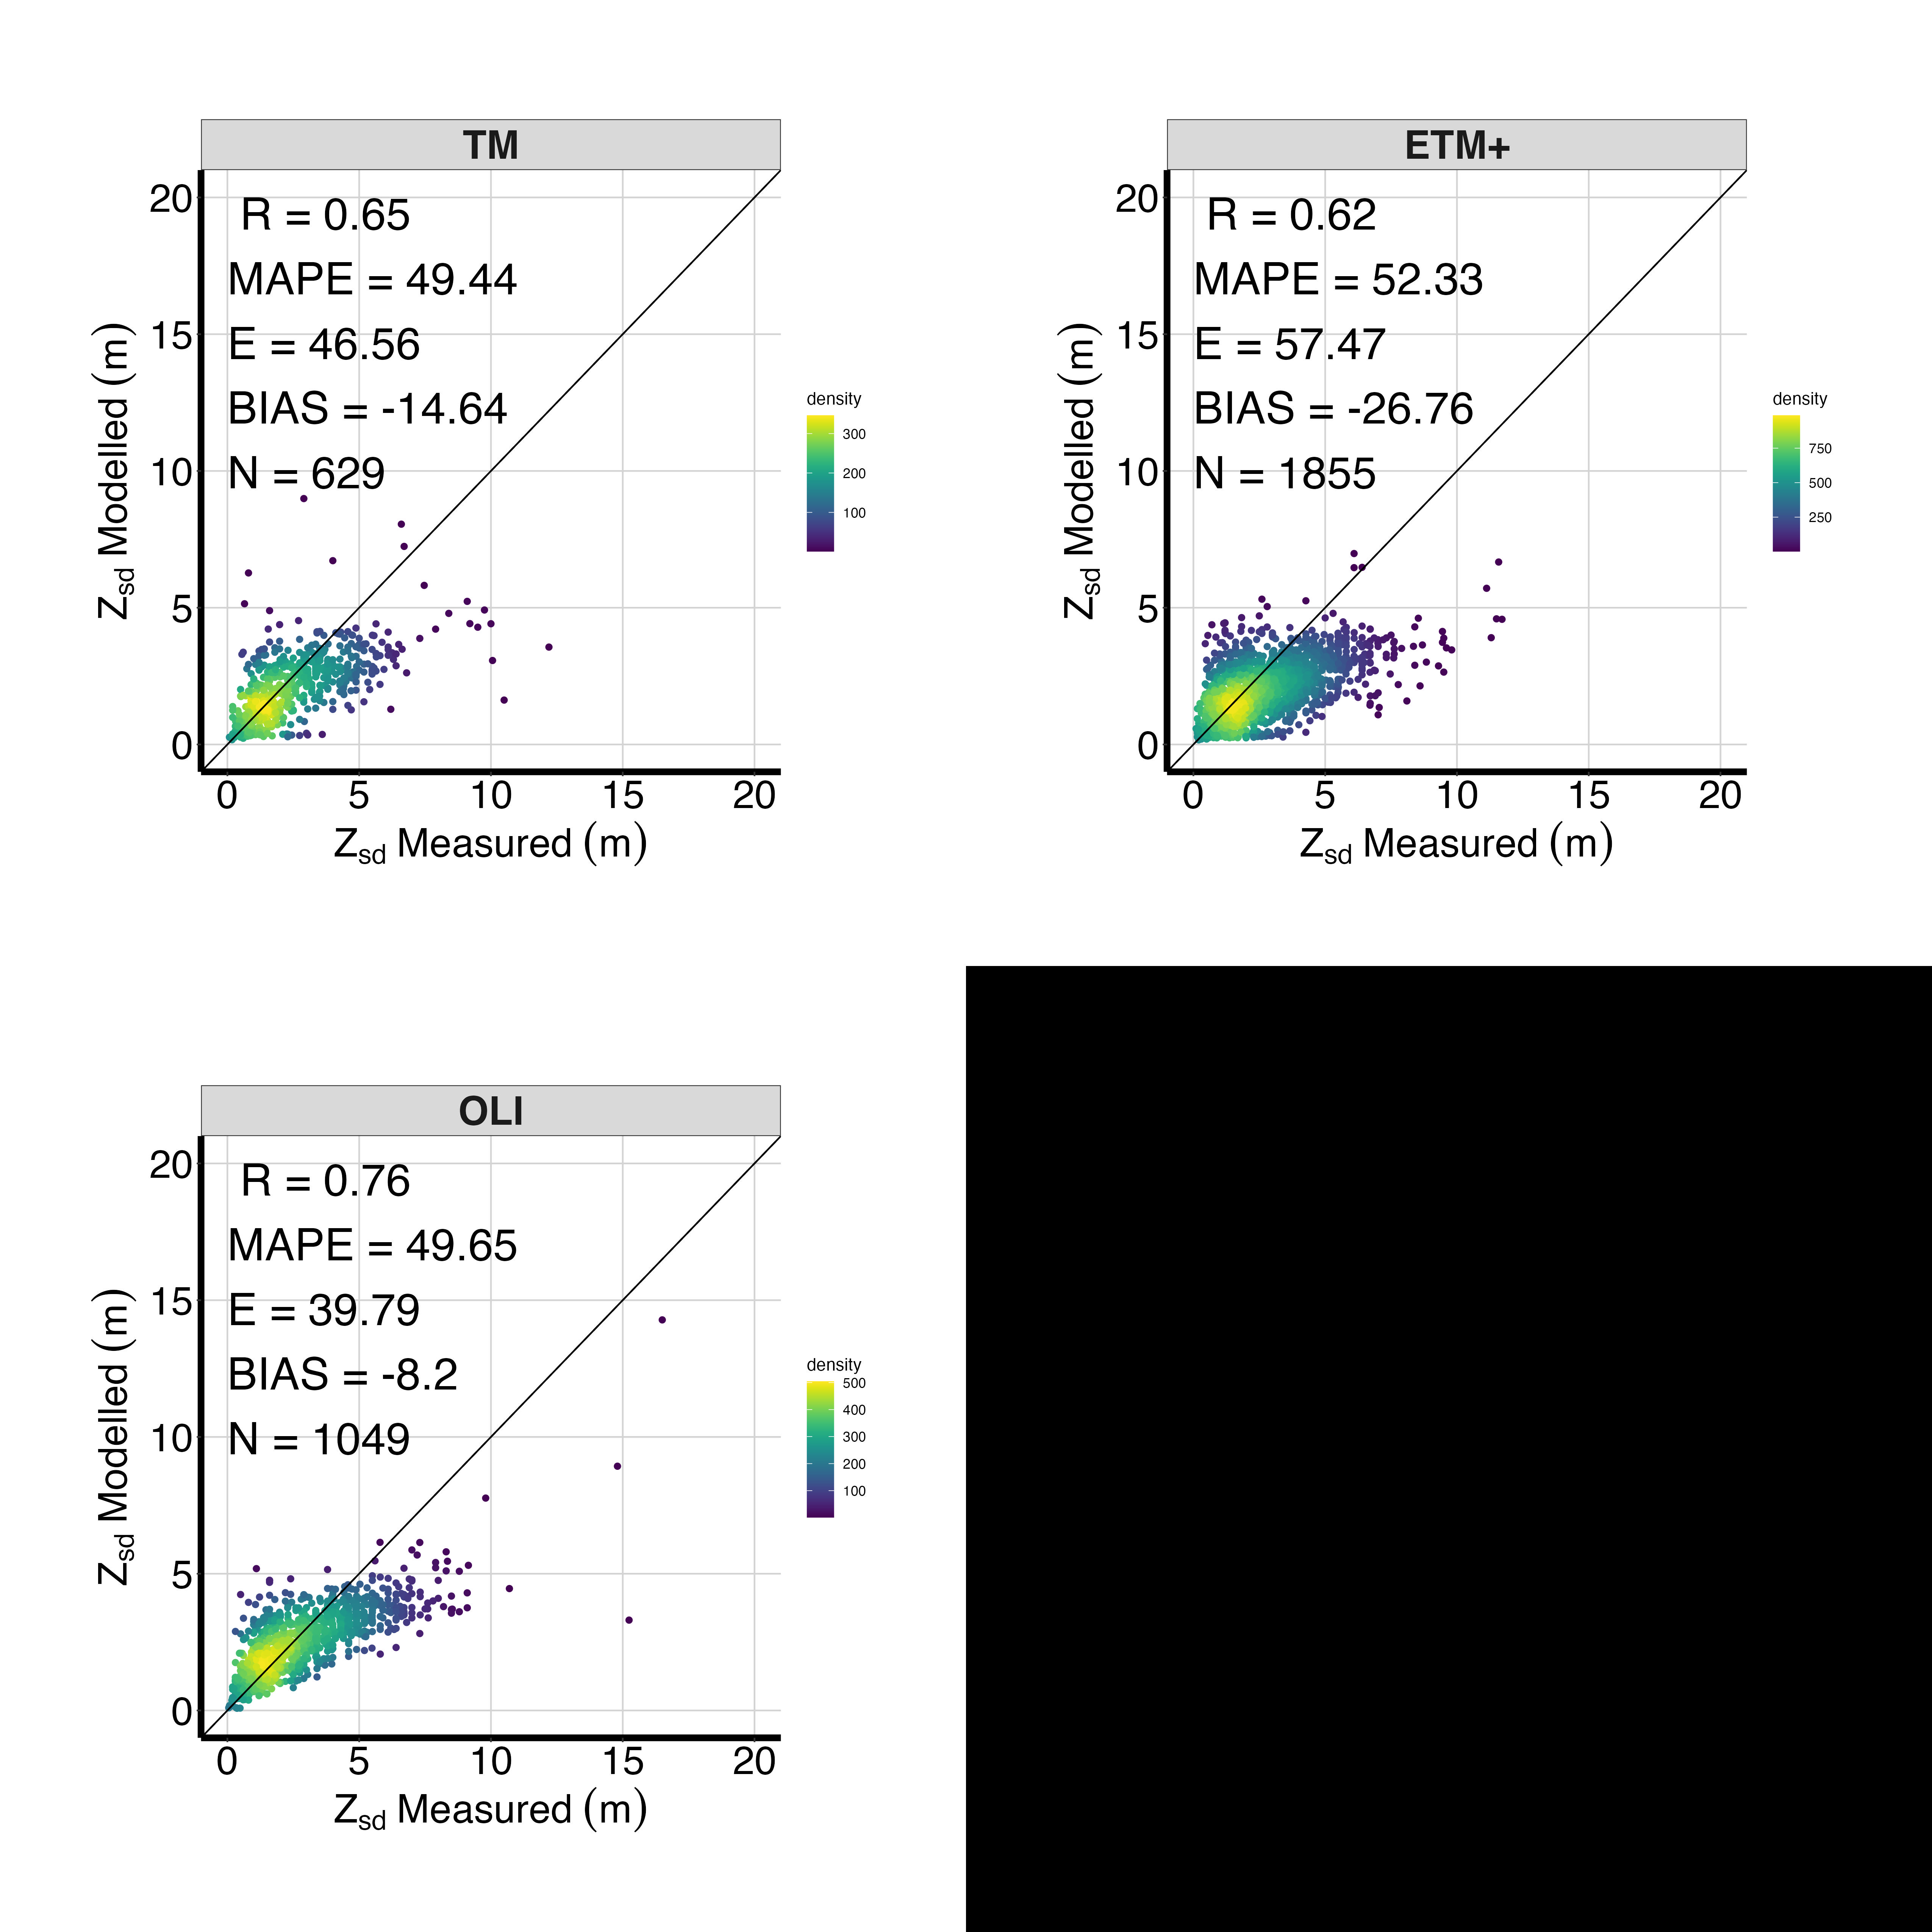 TM
20
15
10
5
0
R = 0.65
MAPE = 49.44
E = 46.56
BIAS = -14.64
N = 629
0 5 10 15 20
Zsd Measured (m)
Zsd Modelled (m)
density
300
200
100
ETM+
20
15
10
5
0
R = 0.62
MAPE = 52.33
E = 57.47
BIAS = -26.76
N = 1855
0 5 10 15 20
Zsd Measured (m)
Zsd Modelled (m)
density
750
500
250
OLI
20
15
10
5
0
R = 0.76
MAPE = 49.65
E = 39.79
BIAS = -8.2
N = 1049
0 5 10 15 20
Zsd Measured (m)
Zsd Modelled (m)
density
500
400
300
200
100